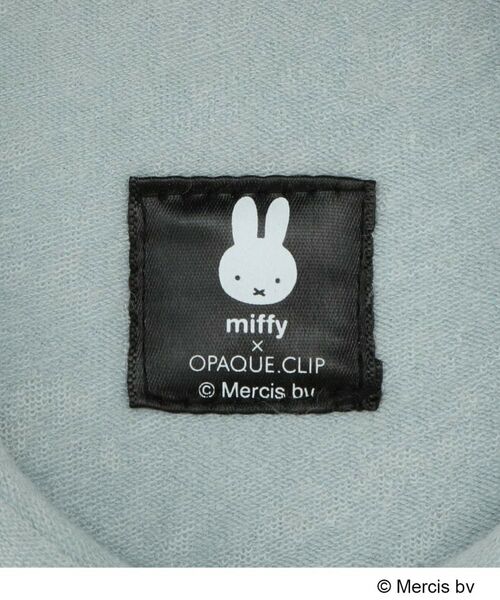 miffy
×
OPAQUE.CLIP
© Mercis bv
© Mercis bv